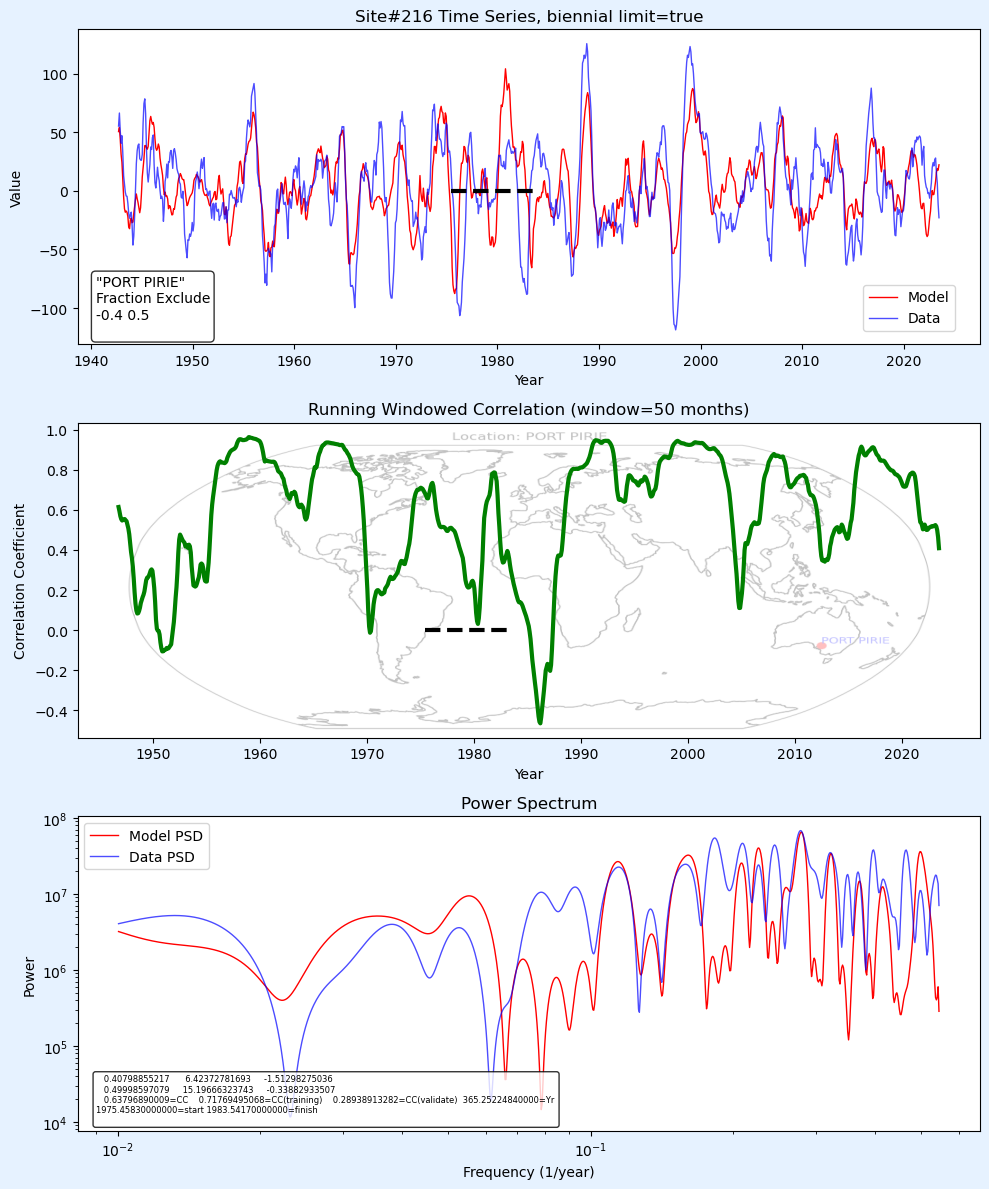 Site#216 Time Series, biennial limit=true
Value
100
50
0
−50
−100
"PORT PIRIE"
Fraction Exclude
-0.4 0.5
Model
Data
1940 1950 1960 1970 1980 1990 2000 2010 2020
Year
Running Windowed Correlation (window=50 months)
Location: PORT PIRIE
Correlation Coefficient
1.0
0.8
0.6
0.4
0.2
0.0
−0.2
−0.4
PORT PIRIE
1950 1960 1970 1980 1990 2000 2010 2020
Year
Power Spectrum
Power
10^8
10^7
10^6
10^5
10^4
Model PSD
Data PSD
0.40798855217 6.42372781693 -1.51298275036
0.49998597079 15.19666323743 -0.33882933507
0.63796890009=CC 0.71769495068=CC(training) 0.28938913282=CC(validate) 365.25224840000=Yr
1975.45830000000=start 1983.54170000000=finish
10^−2 10^−1
Frequency (1/year)